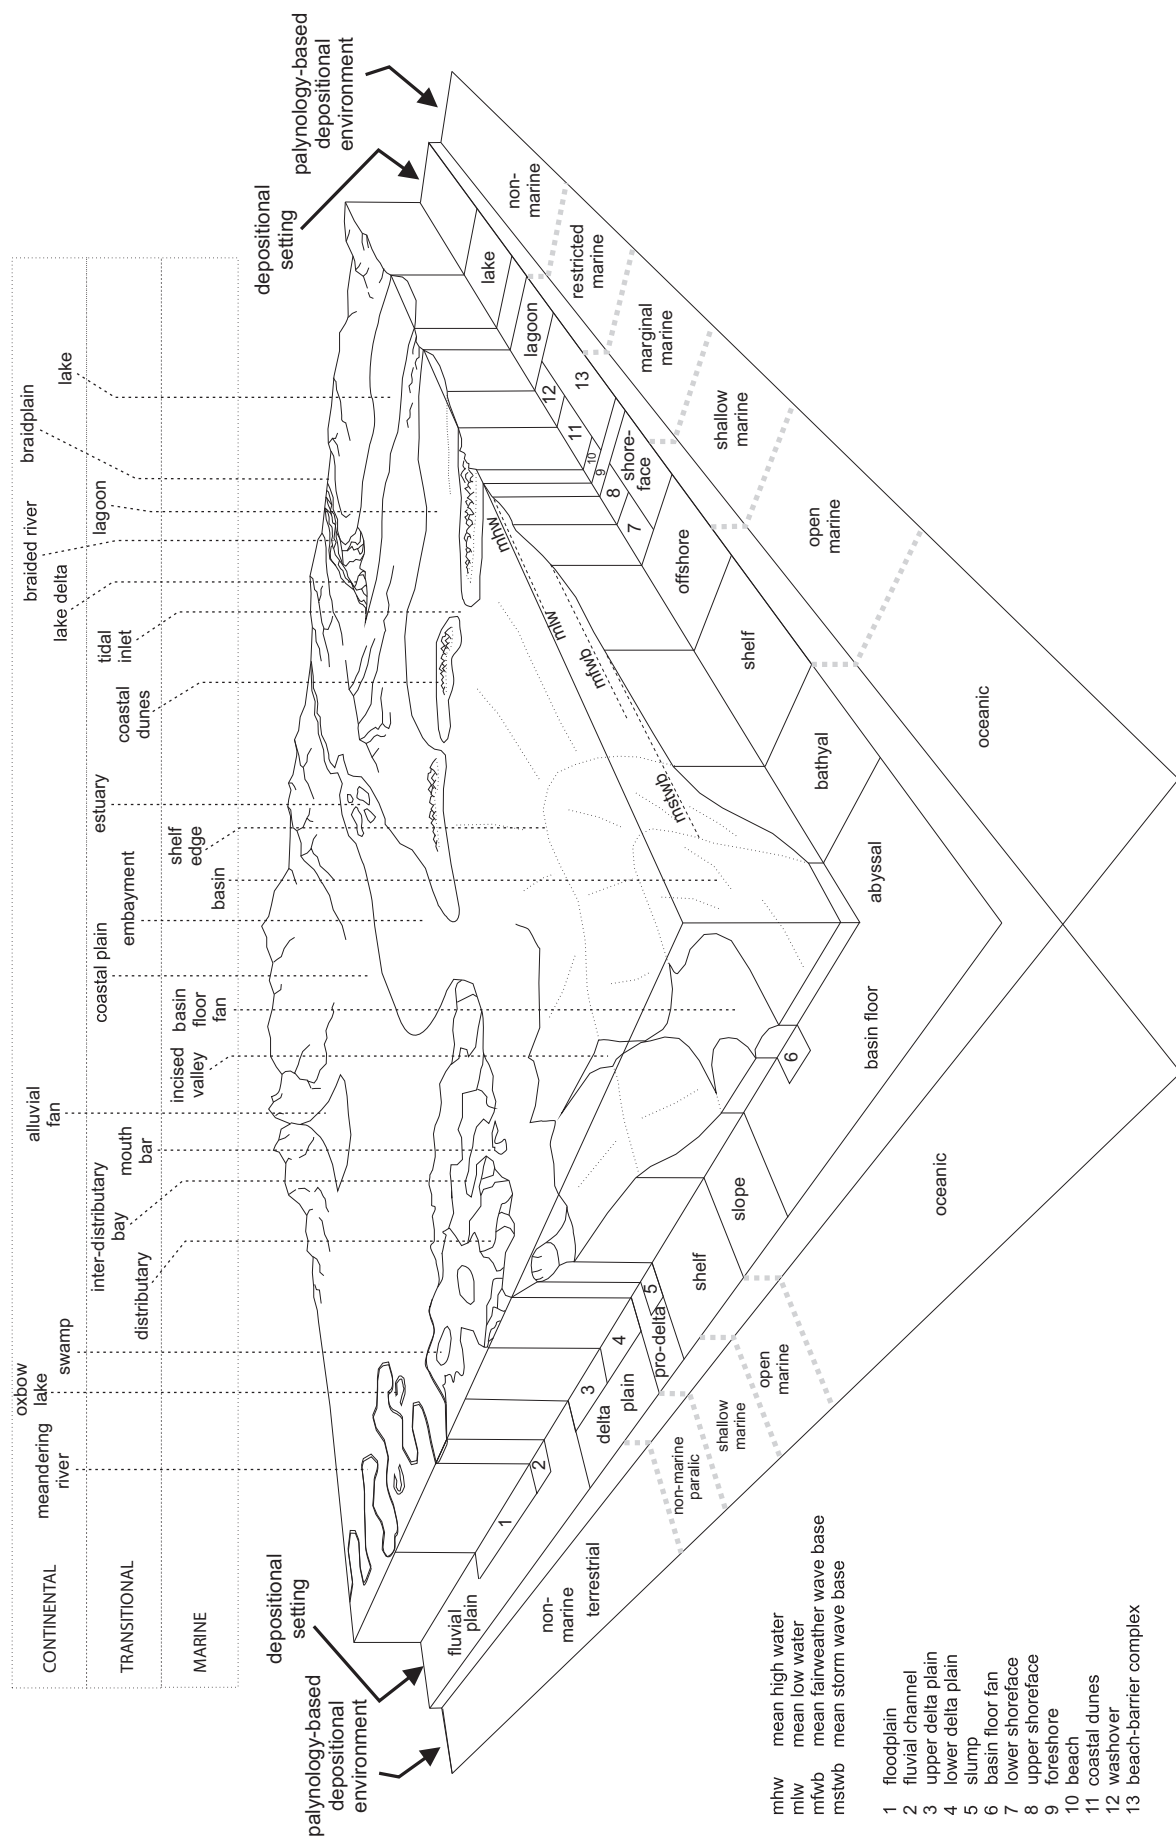 CONTINENTAL
TRANSITIONAL
MARINE
meandering
river
oxbow
lake
swamp
distributary
inter-distributary
bay
mouth
bar
alluvial
fan
incised
valley
basin
floor
fan
coastal plain
embayment
basin
shelf
edge
estuary
coastal
dunes
tidal
inlet
lake delta
braided river
lagoon
braidplain
lake
palynology-based
depositional
environment
depositional
setting
depositional
setting
palynology-based
depositional
environment
mhw
mlw
mfwb
mstwb
fluvial
plain
1
2
3
4
delta
plain
5
pro-delta
shelf
slope
6
basin floor
abyssal
bathyal
shelf
offshore
7
8
shore-
face
9
10
11
12
13
lagoon
lake
non-
marine
terrestrial
non-marine
paralic
shallow
marine
open
marine
oceanic
oceanic
open
marine
shallow
marine
marginal
marine
restricted
marine
non-
marine
mhw mean high water
mlw mean low water
mfwb mean fairweather wave base
mstwb mean storm wave base
1 floodplain
2 fluvial channel
3 upper delta plain
4 lower delta plain
5 slump
6 basin floor fan
7 lower shoreface
8 upper shoreface
9 foreshore
10 beach
11 coastal dunes
12 washover
13 beach-barrier complex